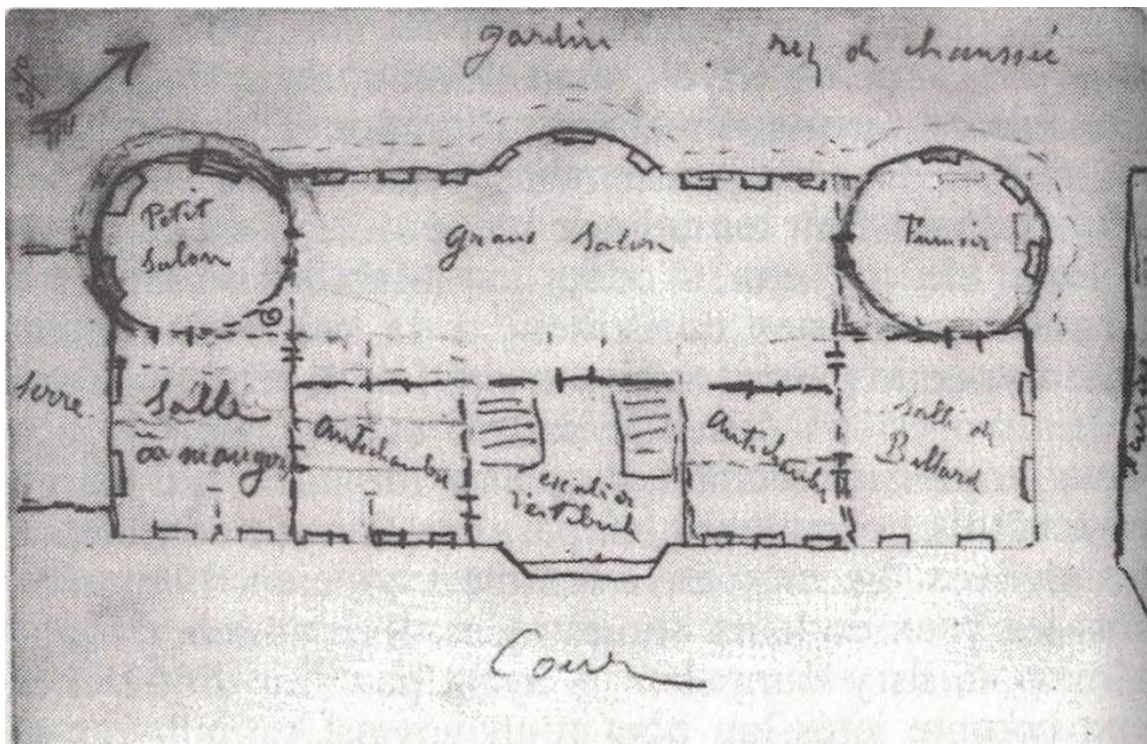 gardin
rez de chaussée
Petit
Salon
Grand Salon
Fumoir
Serre
Salle
à manger
Antichambre
escalier
vestibule
Antichambre
Salle de
Billard
Cour